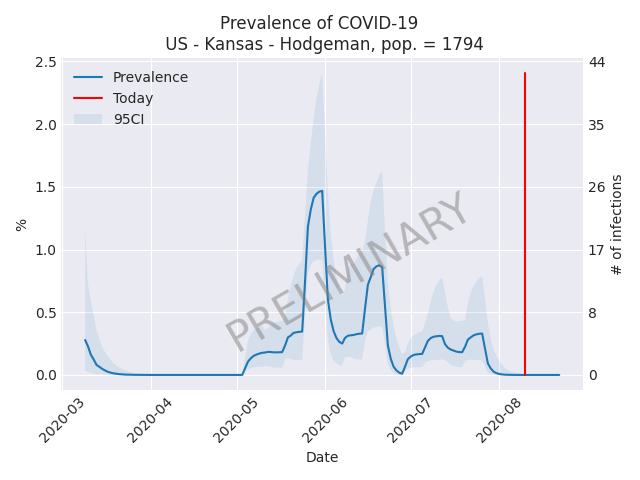 Prevalence of COVID-19
US - Kansas - Hodgeman, pop. = 1794
Prevalence
Today
95CI
2.5
2.0
1.5
1.0
0.5
0.0
%
44
35
26
17
8
0
# of infections
PRELIMINARY
2020-03
2020-04
2020-05
2020-06
2020-07
2020-08
Date